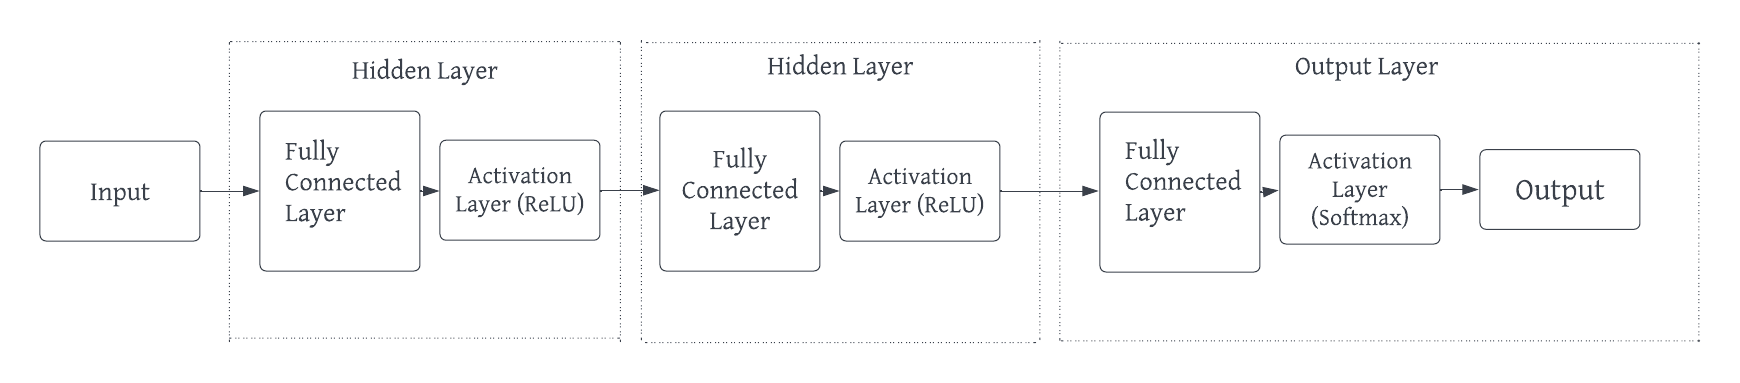 Hidden Layer
Hidden Layer
Output Layer
Input
Fully
Connected
Layer
Activation
Layer (ReLU)
Fully
Connected
Layer
Activation
Layer (ReLU)
Fully
Connected
Layer
Activation
Layer
(Softmax)
Output